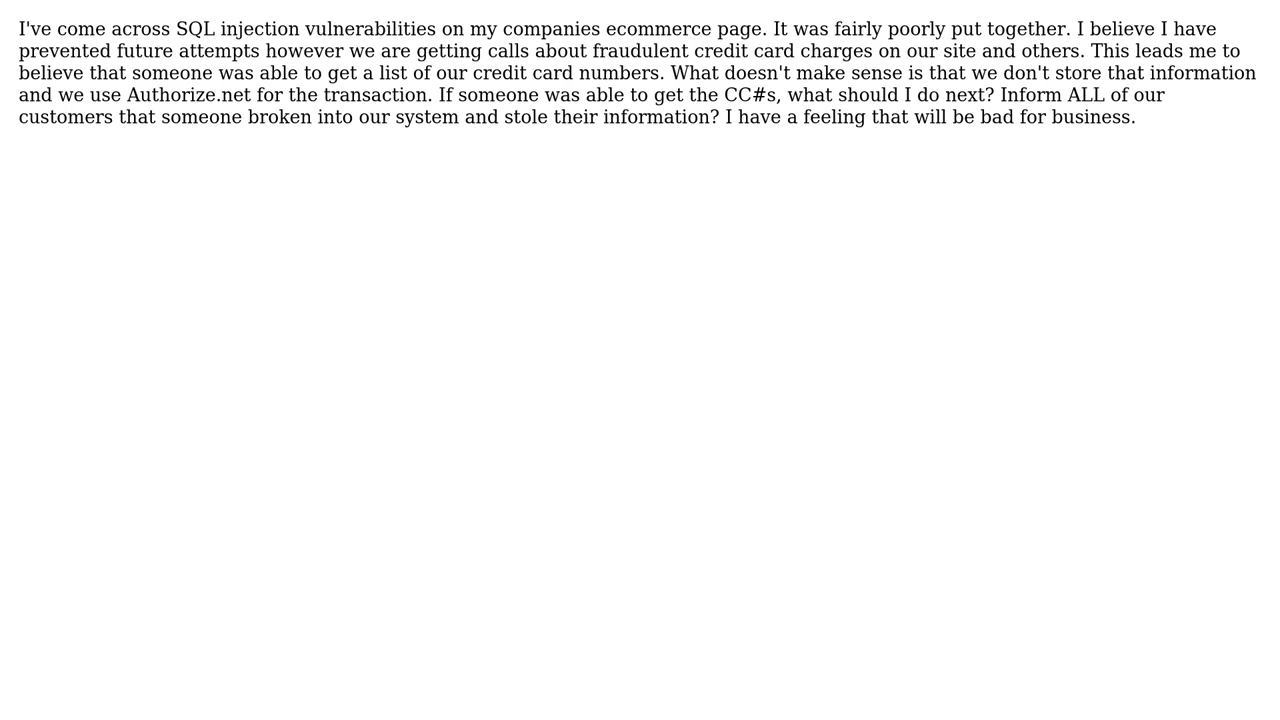 I've come across SQL injection vulnerabilities on my companies ecommerce page. It was fairly poorly put together. I believe I have
prevented future attempts however we are getting calls about fraudulent credit card charges on our site and others. This leads me to
believe that someone was able to get a list of our credit card numbers. What doesn't make sense is that we don't store that information
and we use Authorize.net for the transaction. If someone was able to get the CC#s, what should I do next? Inform ALL of our
customers that someone broken into our system and stole their information? I have a feeling that will be bad for business.